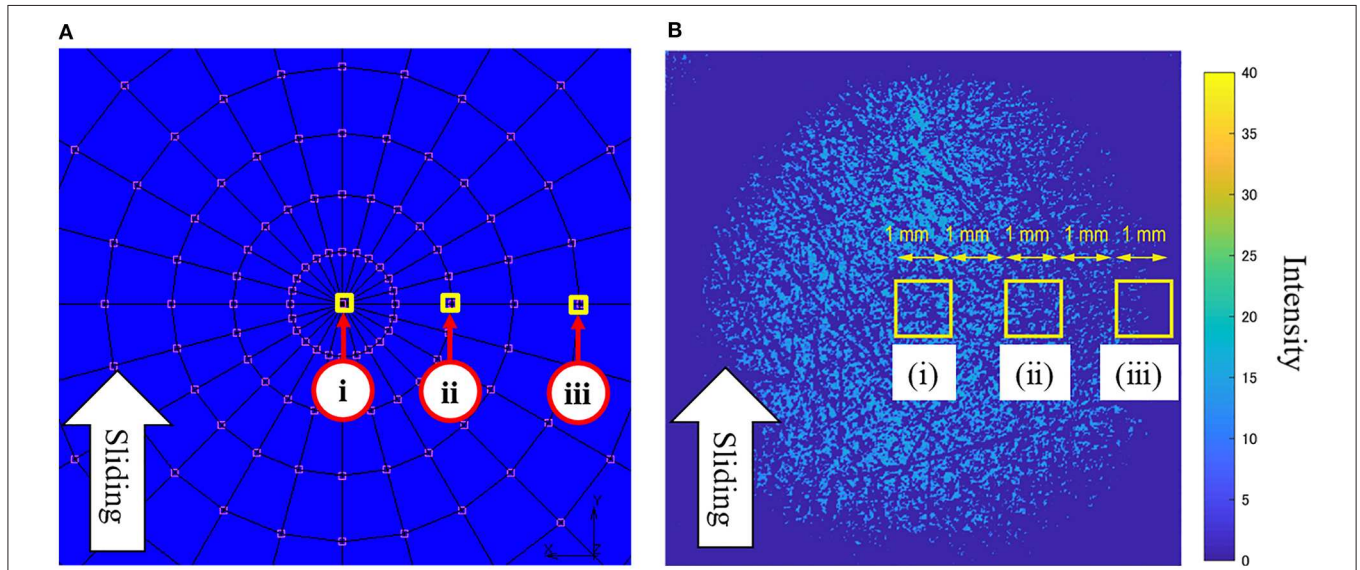 A
B
i
ii
iii
Sliding
Y
X
Z
1 mm 1 mm 1 mm 1 mm 1 mm
(i)
(ii)
(iii)
Sliding
40
35
30
25
20
15
10
5
0
Intensity